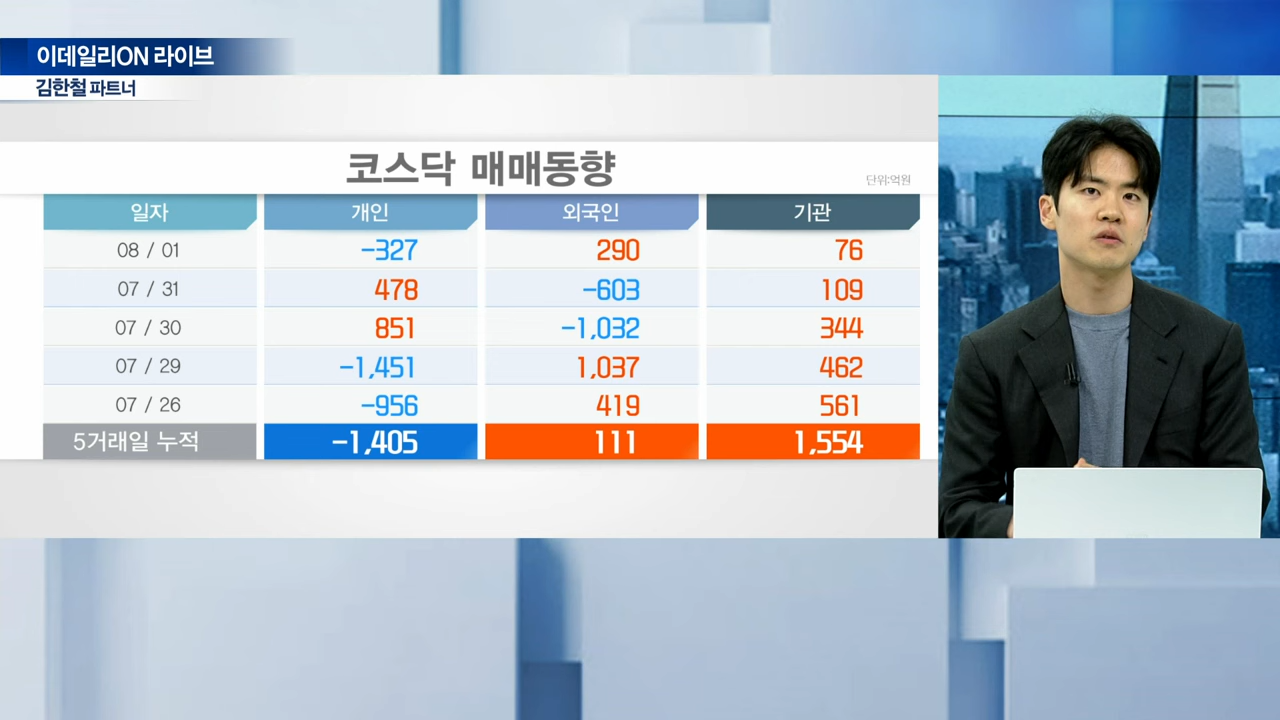 이데일리ON 라이브
김한철 파트너
코스닥 매매동향
단위:억원
일자 개인 외국인 기관
08 / 01 -327 290 76
07 / 31 478 -603 109
07 / 30 851 -1,032 344
07 / 29 -1,451 1,037 462
07 / 26 -956 419 561
5거래일 누적 -1,405 111 1,554